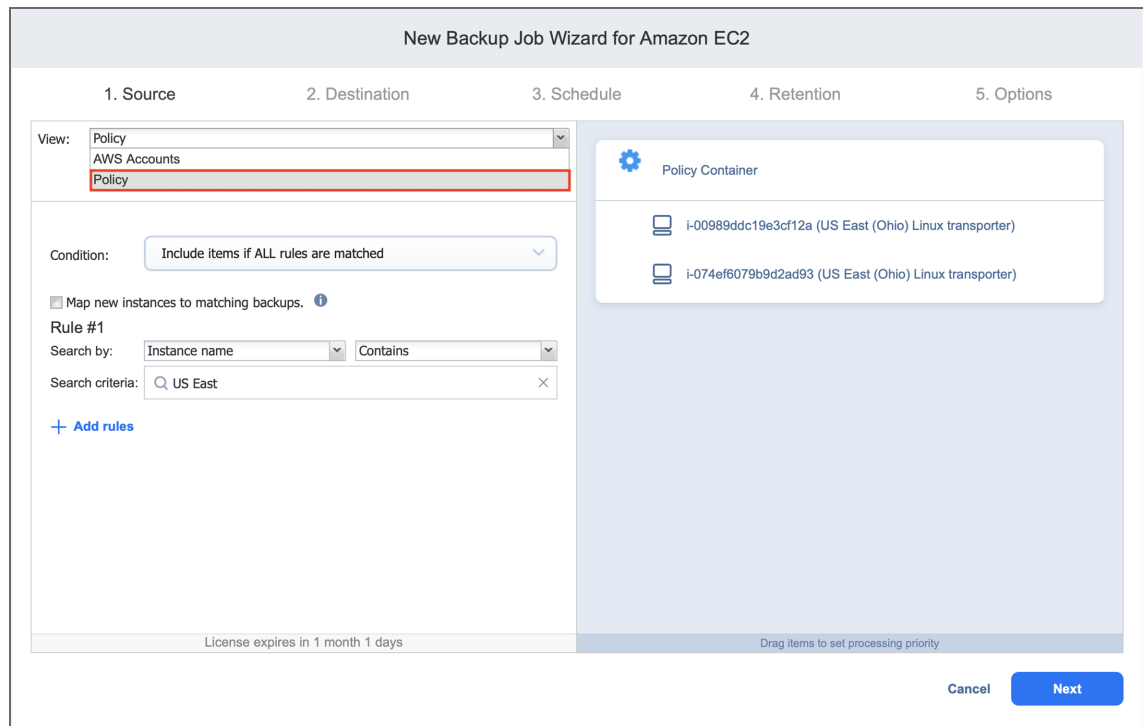 New Backup Job Wizard for Amazon EC2
1. Source 2. Destination 3. Schedule 4. Retention 5. Options
View: Policy
AWS Accounts
Policy
Condition: Include items if ALL rules are matched
Map new instances to matching backups.
Rule #1
Search by: Instance name Contains
Search criteria: US East
+ Add rules
License expires in 1 month 1 days
Policy Container
i-00989ddc19e3cf12a (US East (Ohio) Linux transporter)
i-074ef6079b9d2ad93 (US East (Ohio) Linux transporter)
Drag items to set processing priority
Cancel Next